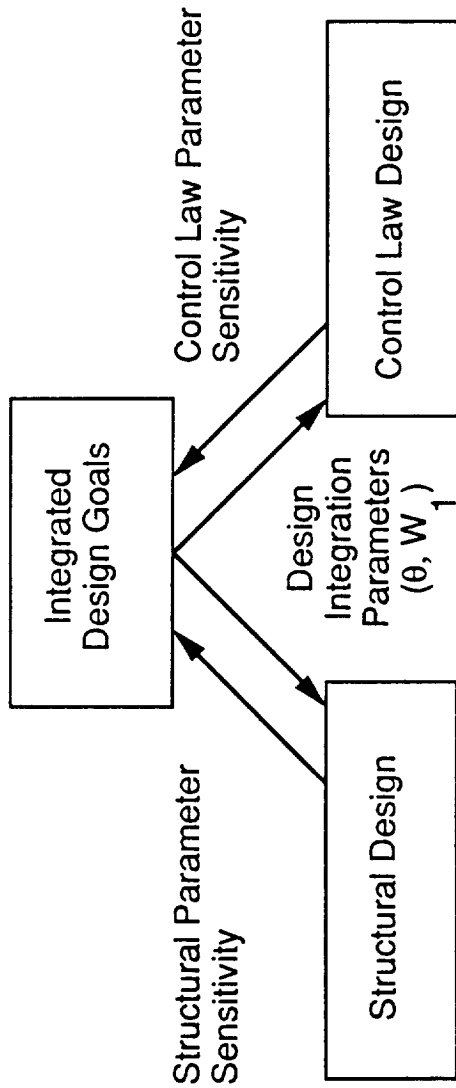 Integrated
Design Goals
Structural Parameter
Sensitivity
Control Law Parameter
Sensitivity
Design
Integration
Parameters
(θ, W₁)
Structural Design
Control Law Design